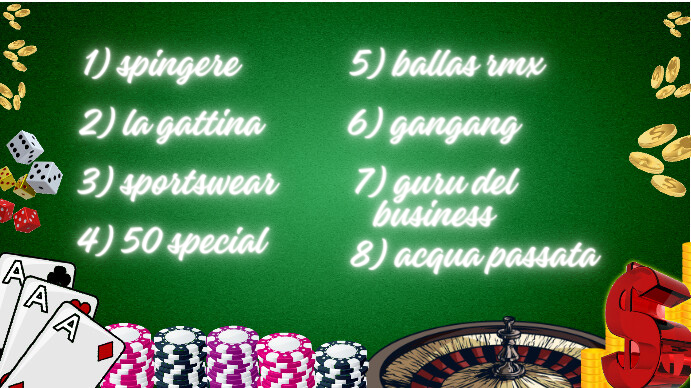 1) spingere
2) la gattina
3) sportswear
4) 50 special
5) ballas rmx
6) gangang
7) guru del
business
8) acqua passata
A
A
A
$